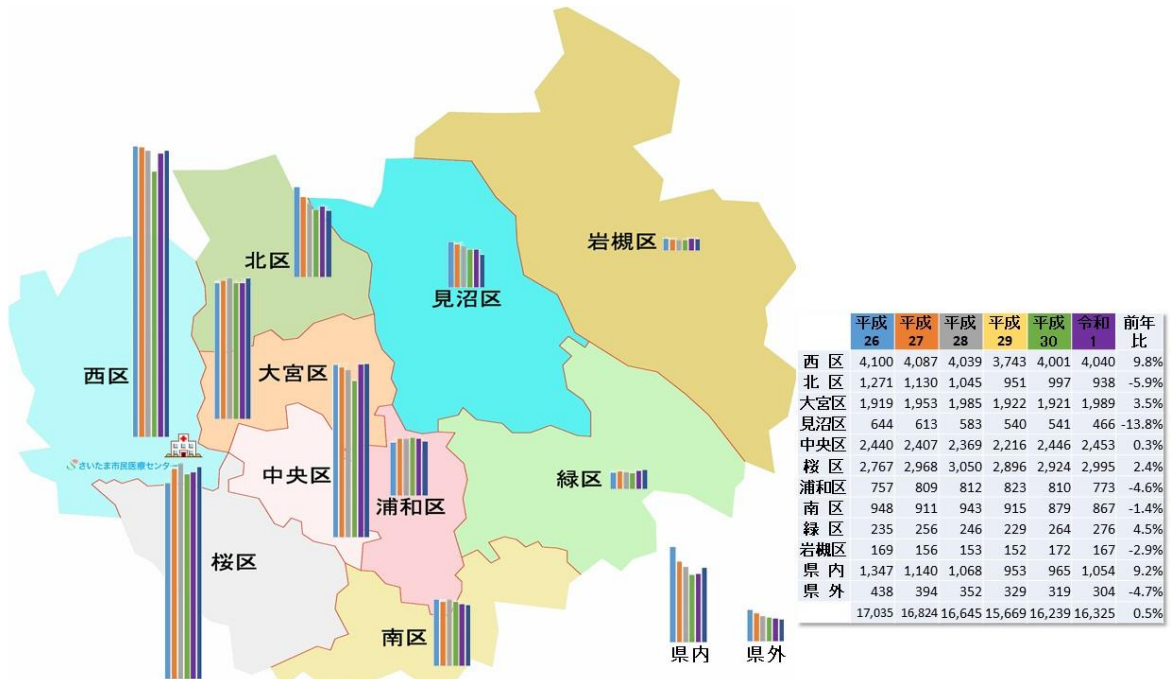 岩槻区
北区
見沼区
西区
大宮区
さいたま市民医療センター
中央区
緑区
浦和区
桜区
南区
県内
県外
平成 26 平成 27 平成 28 平成 29 平成 30 令和 1 前年比
西 区 4,100 4,087 4,039 3,743 4,001 4,040 9.8%
北 区 1,271 1,130 1,045 951 997 938 -5.9%
大宮区 1,919 1,953 1,985 1,922 1,921 1,989 3.5%
見沼区 644 613 583 540 541 466 -13.8%
中央区 2,440 2,407 2,369 2,216 2,446 2,453 0.3%
桜 区 2,767 2,968 3,050 2,896 2,924 2,995 2.4%
浦和区 757 809 812 823 810 773 -4.6%
南 区 948 911 943 915 879 867 -1.4%
緑 区 235 256 246 229 264 276 4.5%
岩槻区 169 156 153 152 172 167 -2.9%
県 内 1,347 1,140 1,068 953 965 1,054 9.2%
県 外 438 394 352 329 319 304 -4.7%
17,035 16,824 16,645 15,669 16,239 16,325 0.5%